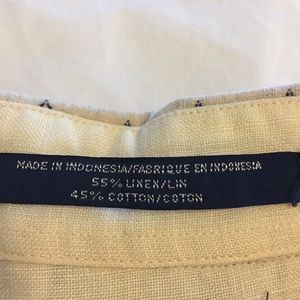 MADE IN INDONESIA/FABRIQUE EN INDONESIA
55% LINEN/LIN
45% COTTON/COTON